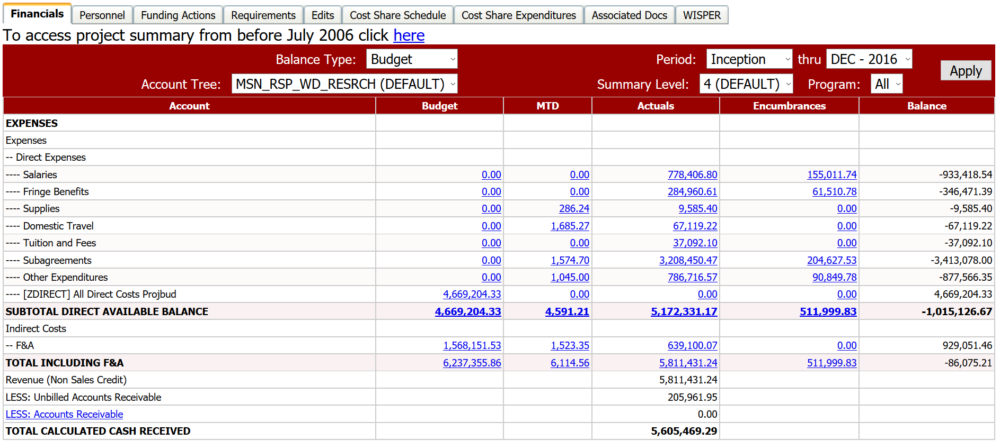 Financials Personnel Funding Actions Requirements Edits Cost Share Schedule Cost Share Expenditures Associated Docs WISPER
To access project summary from before July 2006 click here
Balance Type: Budget Period: Inception thru DEC - 2016 Apply
Account Tree: MSN_RSP_WD_RESRCH (DEFAULT) Summary Level: 4 (DEFAULT) Program: All
Account Budget MTD Actuals Encumbrances Balance
EXPENSES
Expenses
-- Direct Expenses
---- Salaries 0.00 0.00 778,406.80 155,011.74 -933,418.54
---- Fringe Benefits 0.00 0.00 284,960.61 61,510.78 -346,471.39
---- Supplies 0.00 286.24 9,585.40 0.00 -9,585.40
---- Domestic Travel 0.00 1,685.27 67,119.22 0.00 -67,119.22
---- Tuition and Fees 0.00 0.00 37,092.10 0.00 -37,092.10
---- Subagreements 0.00 1,574.70 3,208,450.47 204,627.53 -3,413,078.00
---- Other Expenditures 0.00 1,045.00 786,716.57 90,849.78 -877,566.35
---- [ZDIRECT] All Direct Costs Projbud 4,669,204.33 0.00 0.00 0.00 4,669,204.33
SUBTOTAL DIRECT AVAILABLE BALANCE 4,669,204.33 4,591.21 5,172,331.17 511,999.83 -1,015,126.67
Indirect Costs
-- F&A 1,568,151.53 1,523.35 639,100.07 0.00 929,051.46
TOTAL INCLUDING F&A 6,237,355.86 6,114.56 5,811,431.24 511,999.83 -86,075.21
Revenue (Non Sales Credit) 5,811,431.24
LESS: Unbilled Accounts Receivable 205,961.95
LESS: Accounts Receivable 0.00
TOTAL CALCULATED CASH RECEIVED 5,605,469.29